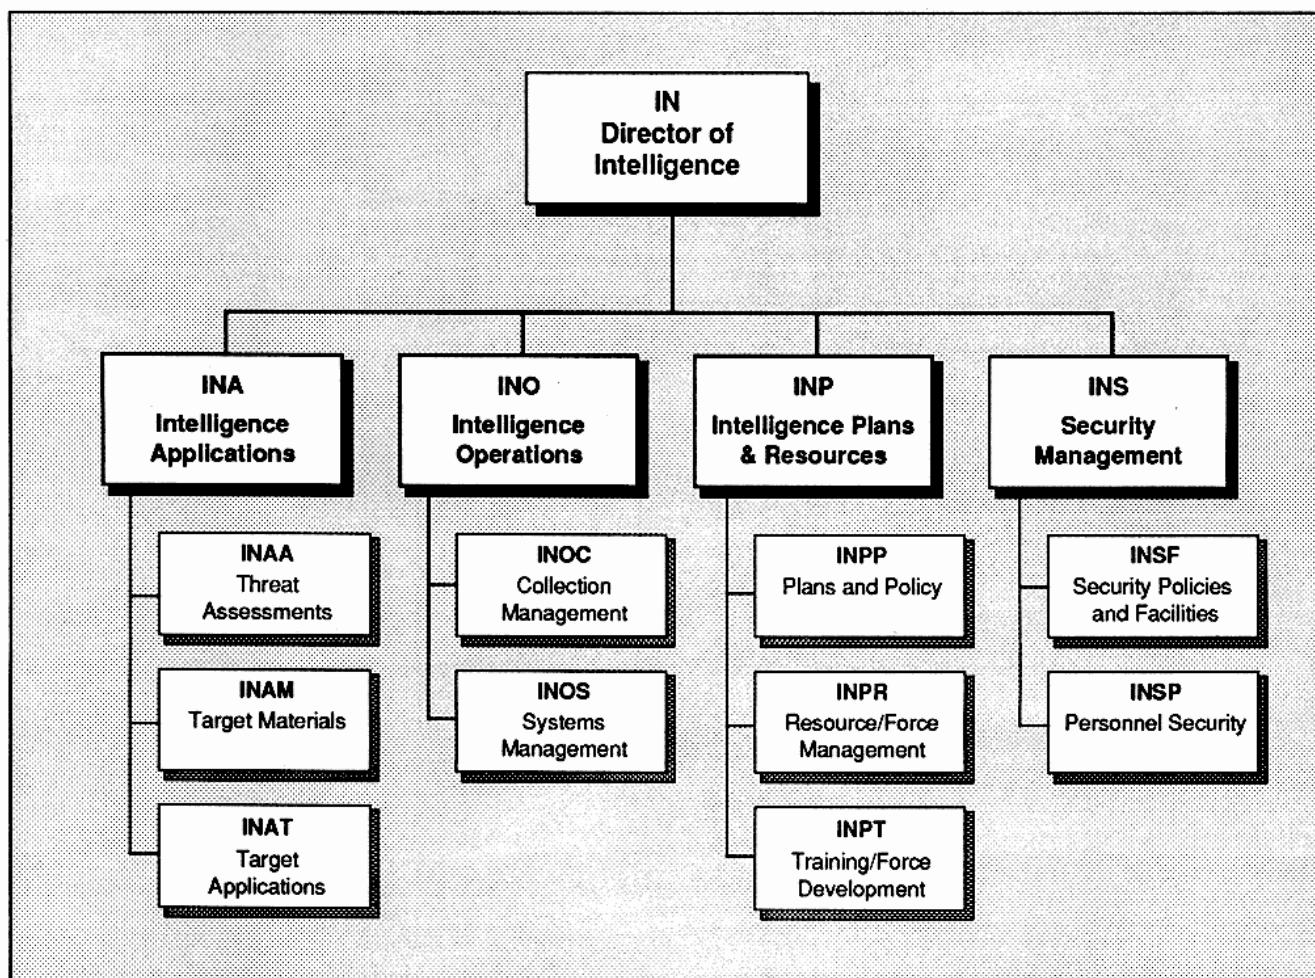 IN
Director of
Intelligence
INA
Intelligence
Applications
INO
Intelligence
Operations
INP
Intelligence Plans
& Resources
INS
Security
Management
INAA
Threat
Assessments
INOC
Collection
Management
INPP
Plans and Policy
INSF
Security Policies
and Facilities
INAM
Target Materials
INOS
Systems
Management
INPR
Resource/Force
Management
INSP
Personnel Security
INAT
Target
Applications
INPT
Training/Force
Development